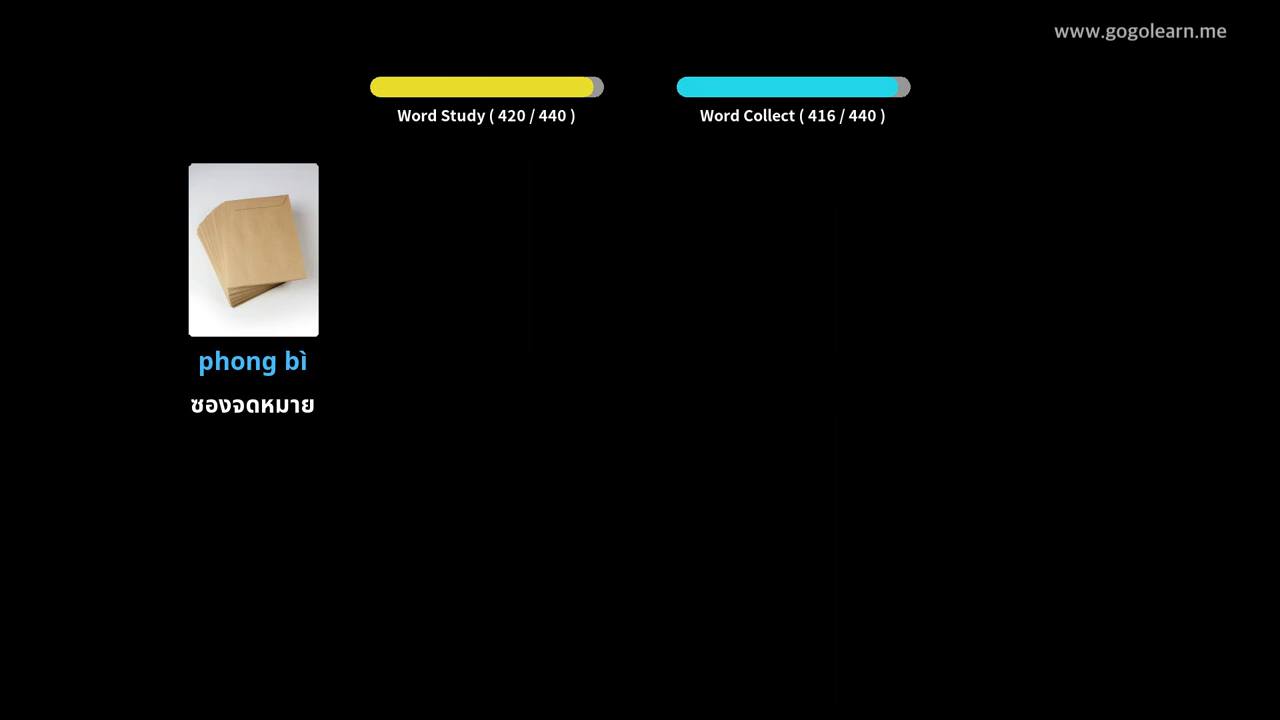 www.gogolearn.me
Word Study ( 420 / 440 )
Word Collect ( 416 / 440 )
phong bì
ซองจดหมาย